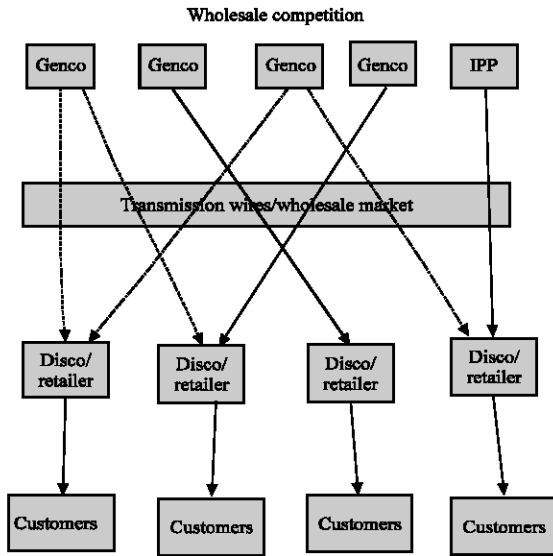 Wholesale competition
Genco
Genco
Genco
Genco
IPP
Transmission wires/wholesale market
Disco/
retailer
Disco/
retailer
Disco/
retailer
Disco/
retailer
Customers
Customers
Customers
Customers